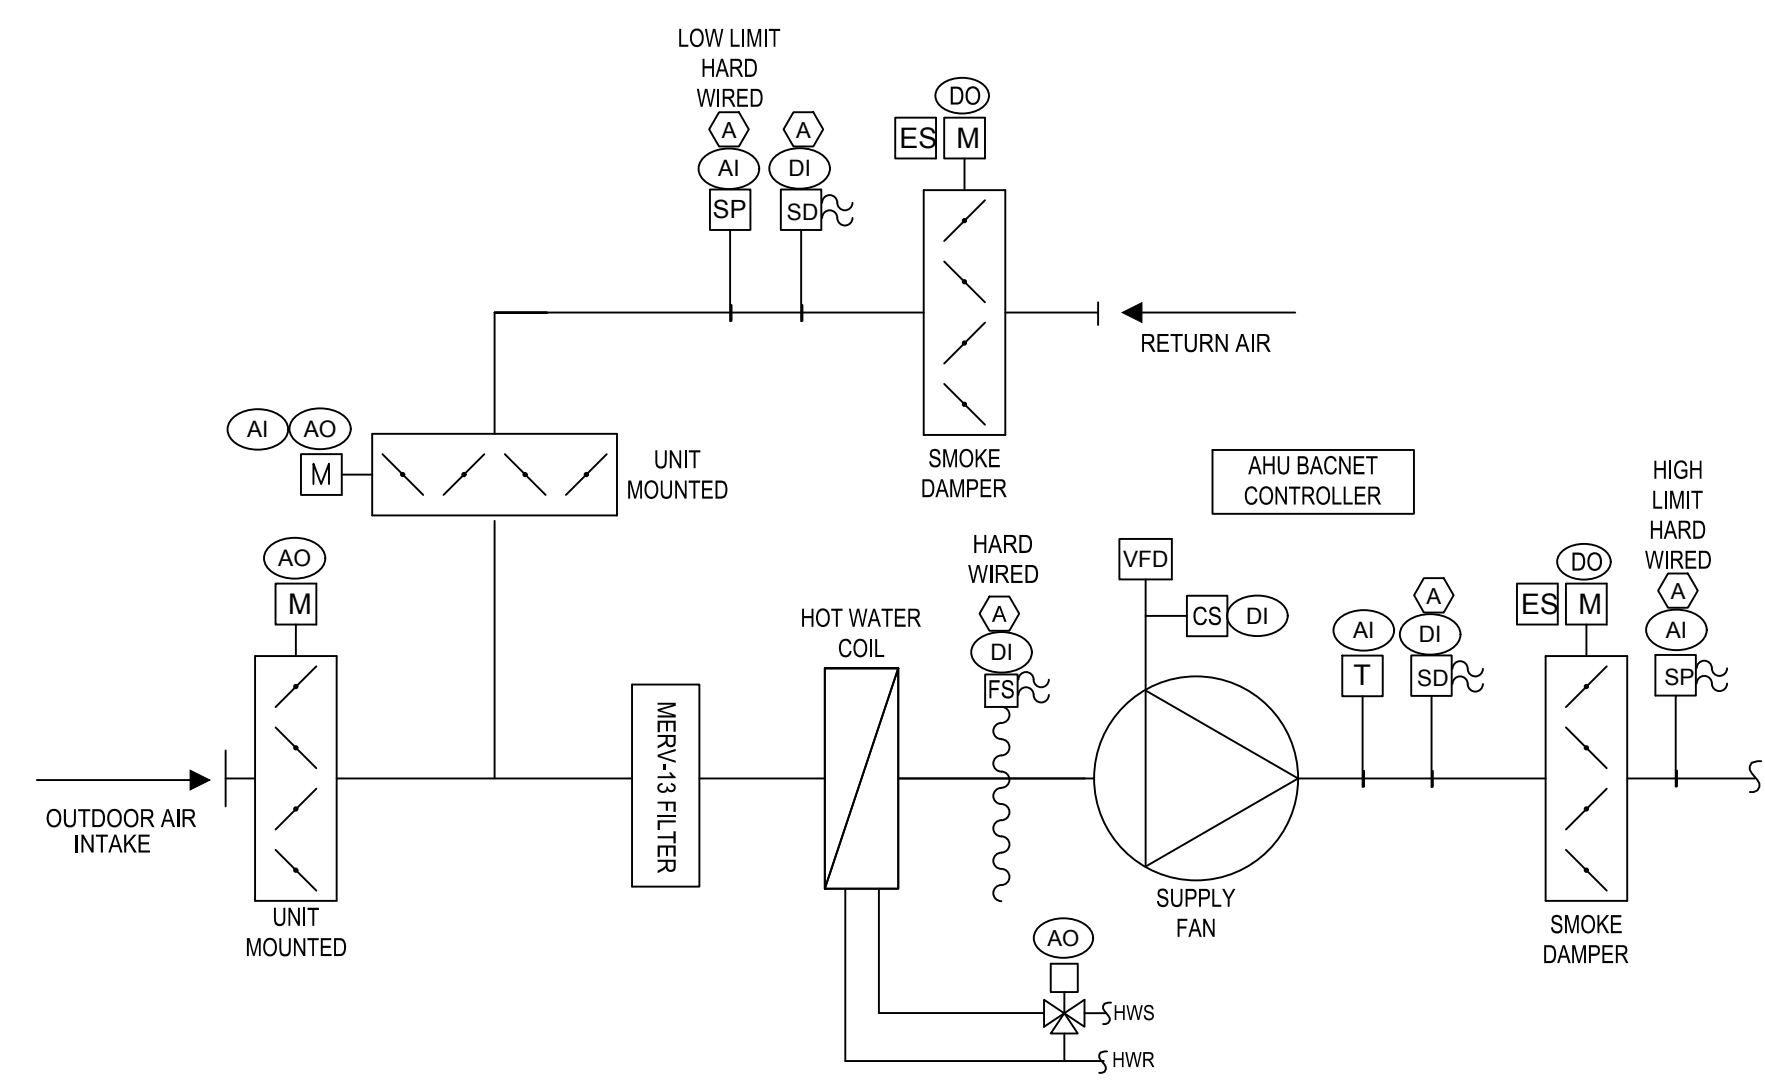 LOW LIMIT
HARD
WIRED
A
AI
SP
A
DI
SD
DO
ES
M
RETURN AIR
SMOKE
DAMPER
AI
AO
M
UNIT
MOUNTED
AHU BACNET
CONTROLLER
HIGH
LIMIT
HARD
WIRED
A
AI
SP
AO
M
HOT WATER
COIL
HARD
WIRED
A
DI
FS
VFD
CS
DI
AI
T
A
DI
SD
DO
ES
M
OUTDOOR AIR
INTAKE
UNIT
MOUNTED
MERV-13 FILTER
SUPPLY
FAN
SMOKE
DAMPER
AO
HWS
HWR